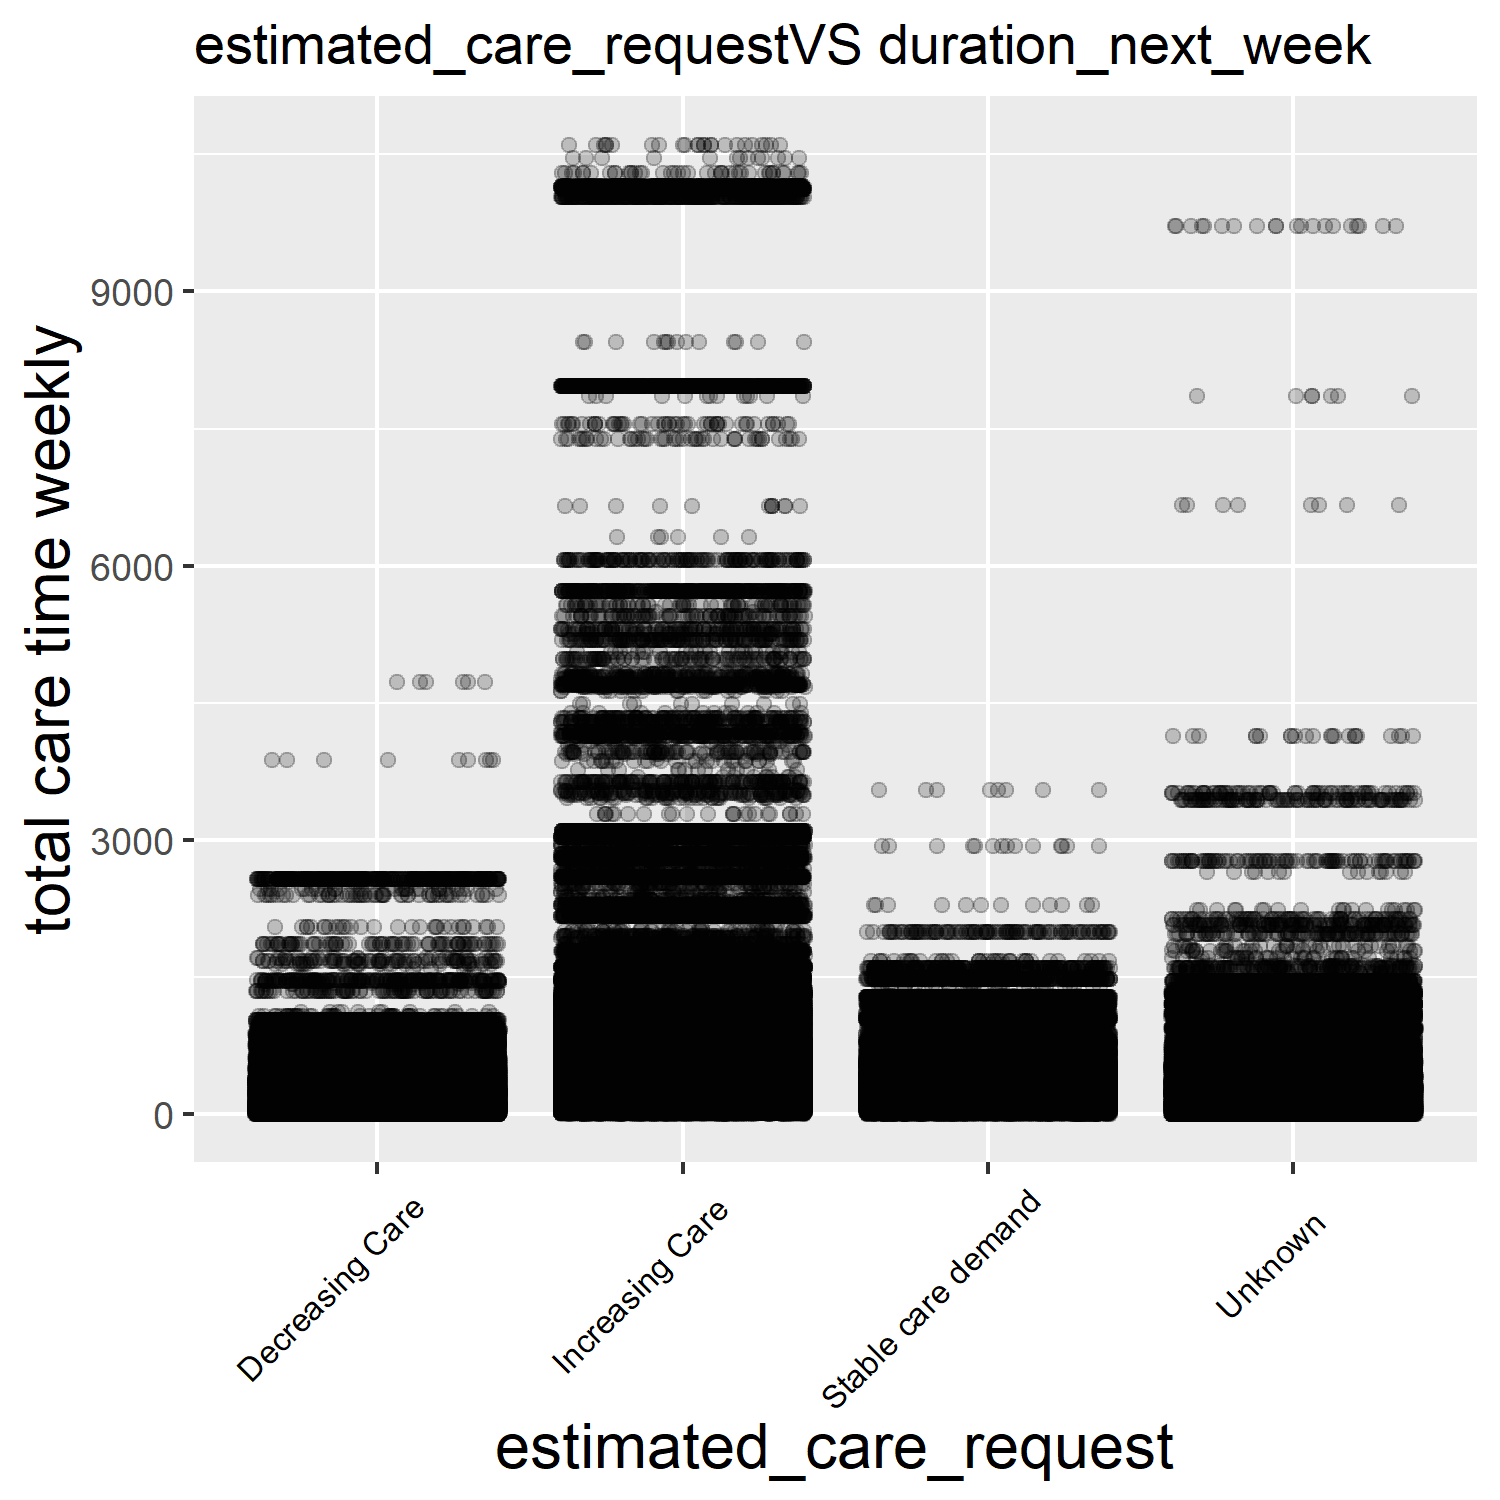 estimated_care_requestVS duration_next_week
total care time weekly
9000
6000
3000
0
Decreasing Care
Increasing Care
Stable care demand
Unknown
estimated_care_request